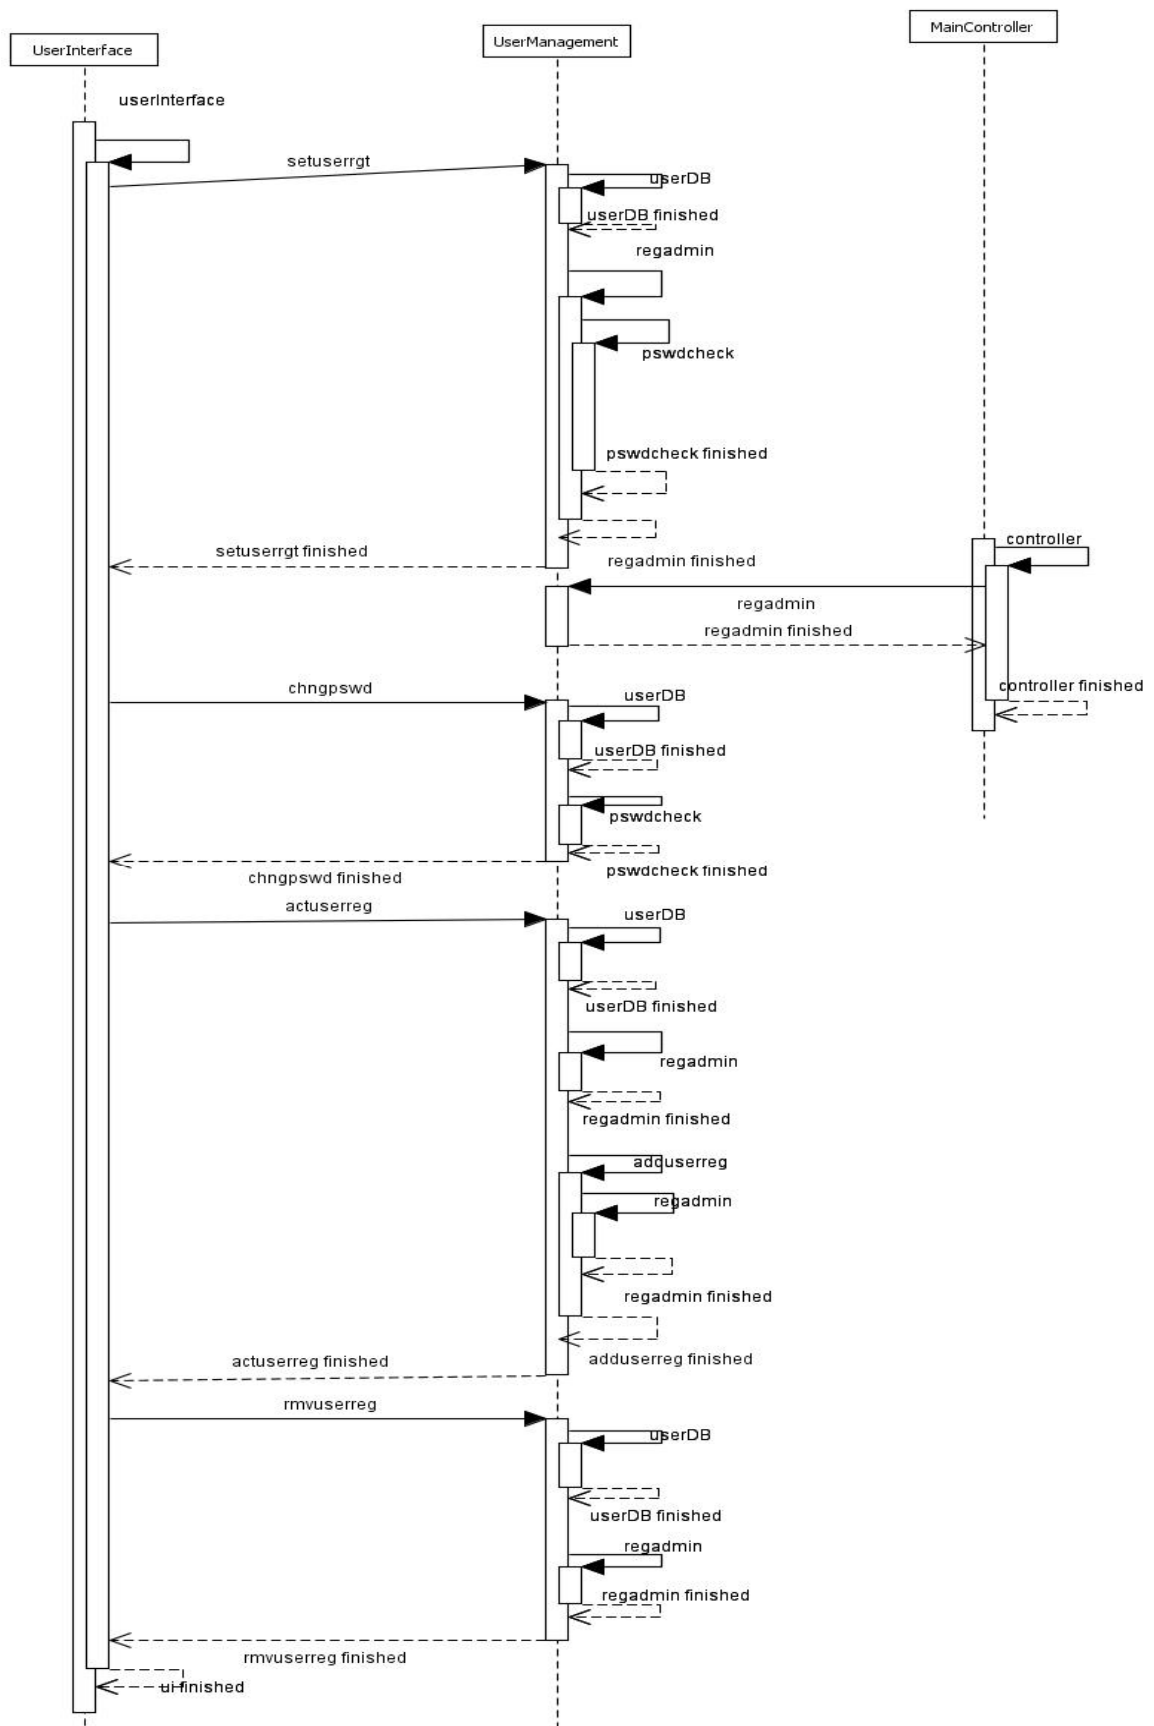 MainController
UserManagement
UserInterface
userInterface
setuserrgt
userDB
userDB finished
regadmin
pswdcheck
pswdcheck finished
controller
setuserrgt finished
regadmin finished
regadmin
regadmin finished
controller finished
chngpswd
userDB
userDB finished
pswdcheck
pswdcheck finished
chngpswd finished
actuserreg
userDB
userDB finished
regadmin
regadmin finished
adduserreg
regadmin
regadmin finished
adduserreg finished
actuserreg finished
rmvuserreg
userDB
userDB finished
regadmin
regadmin finished
rmvuserreg finished
ui finished